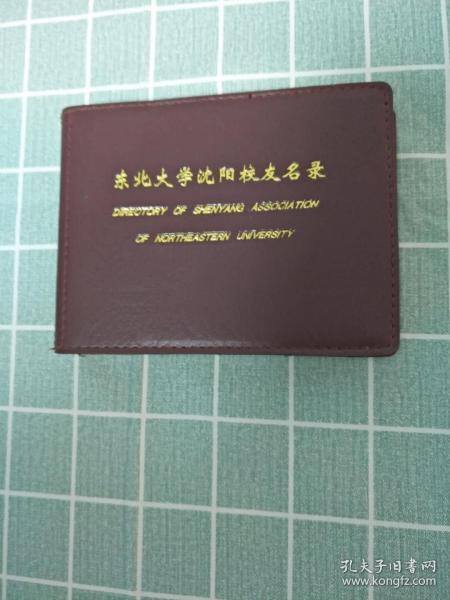 东北大学沈阳校友名录
DIRECTORY OF SHENYANG ASSOCIATION
OF NORTHEASTERN UNIVERSITY
孔夫子旧书网
www.kongfz.com